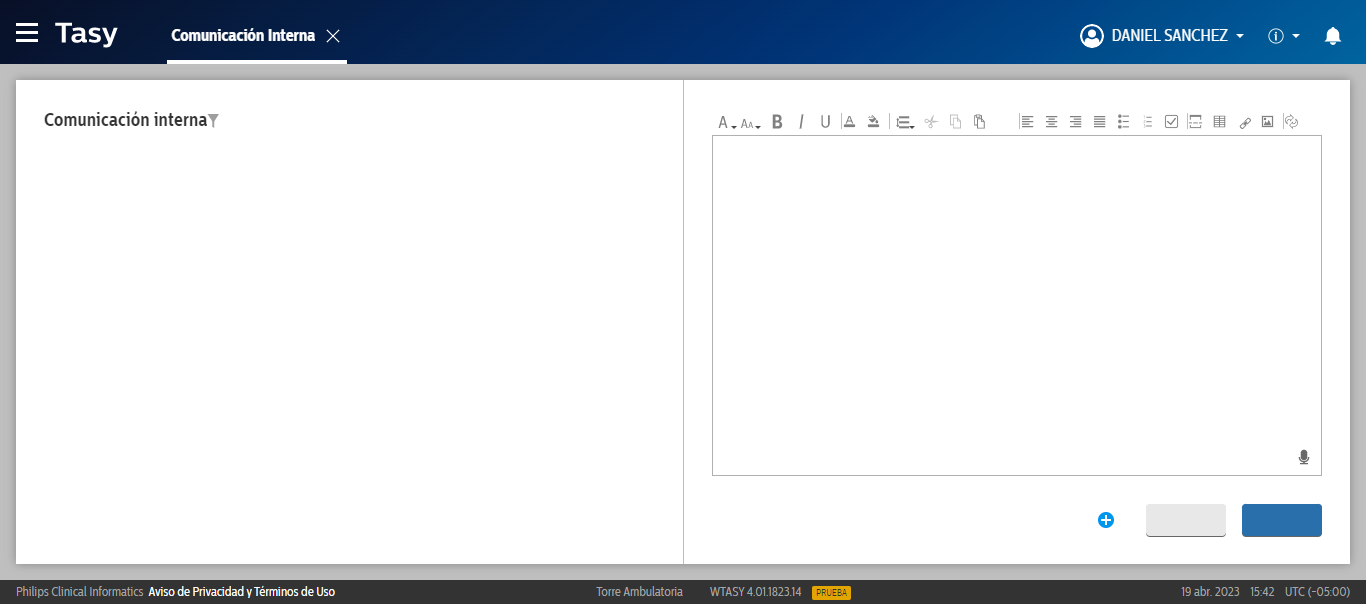 Tasy
Comunicación Interna
DANIEL SANCHEZ
Comunicación interna
Philips Clinical Informatics Aviso de Privacidad y Términos de Uso
Torre Ambulatoria
WTASY 4.01.1823.14
PRUEBA
19 abr. 2023 15:42 UTC (-05:00)